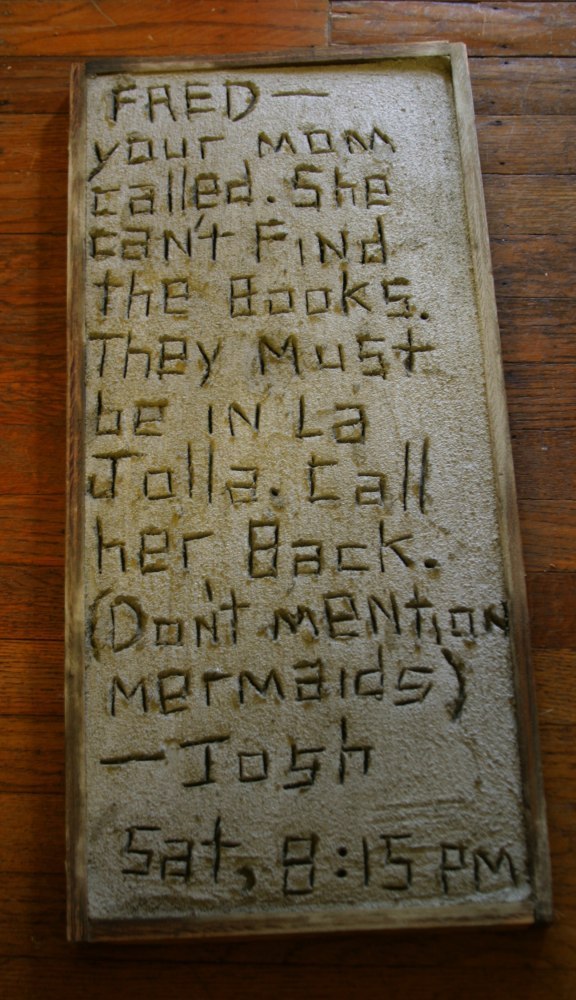 FRED —
your mom
called. She
can't FIND
the Books.
They Must
be IN La
Jolla. Call
her Back.
(Don't mENtion
mermaids)
— Josh
Sat, 8:15 PM